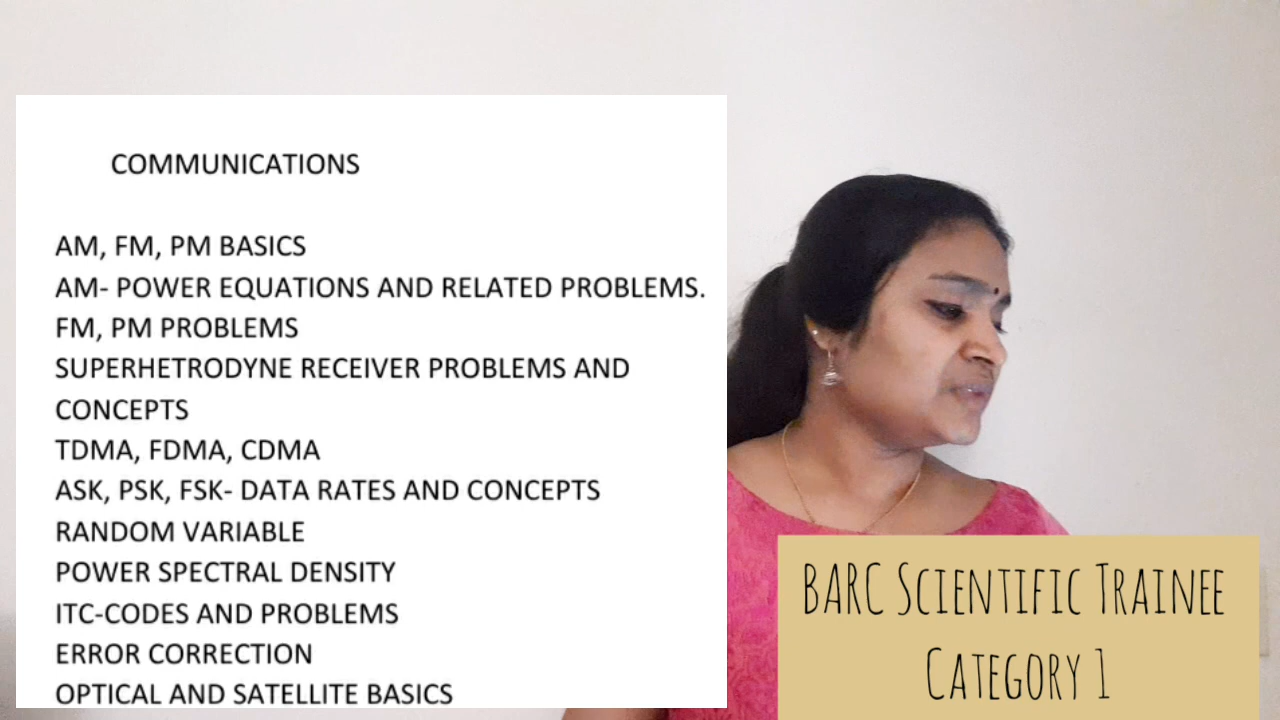 COMMUNICATIONS
AM, FM, PM BASICS
AM- POWER EQUATIONS AND RELATED PROBLEMS.
FM, PM PROBLEMS
SUPERHETRODYNE RECEIVER PROBLEMS AND
CONCEPTS
TDMA, FDMA, CDMA
ASK, PSK, FSK- DATA RATES AND CONCEPTS
RANDOM VARIABLE
POWER SPECTRAL DENSITY
ITC-CODES AND PROBLEMS
ERROR CORRECTION
OPTICAL AND SATELLITE BASICS
BARC SCIENTIFIC TRAINEE
CATEGORY 1